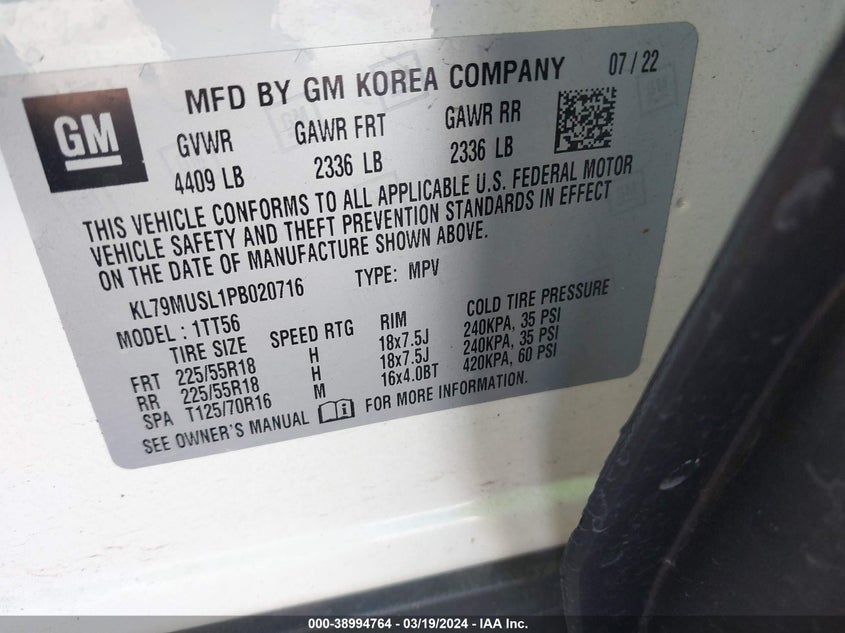 GM
MFD BY GM KOREA COMPANY 07 / 22
GVWR GAWR FRT GAWR RR
4409 LB 2336 LB 2336 LB
THIS VEHICLE CONFORMS TO ALL APPLICABLE U.S. FEDERAL MOTOR
VEHICLE SAFETY AND THEFT PREVENTION STANDARDS IN EFFECT
ON THE DATE OF MANUFACTURE SHOWN ABOVE.
KL79MUSL1PB020716 TYPE: MPV
MODEL : 1TT56
TIRE SIZE SPEED RTG RIM COLD TIRE PRESSURE
FRT 225/55R18 H 18x7.5J 240KPA, 35 PSI
RR 225/55R18 H 18x7.5J 240KPA, 35 PSI
SPA T125/70R16 M 16x4.0BT 420KPA, 60 PSI
SEE OWNER'S MANUAL FOR MORE INFORMATION.
000-38994764 - 03/19/2024 - IAA Inc.